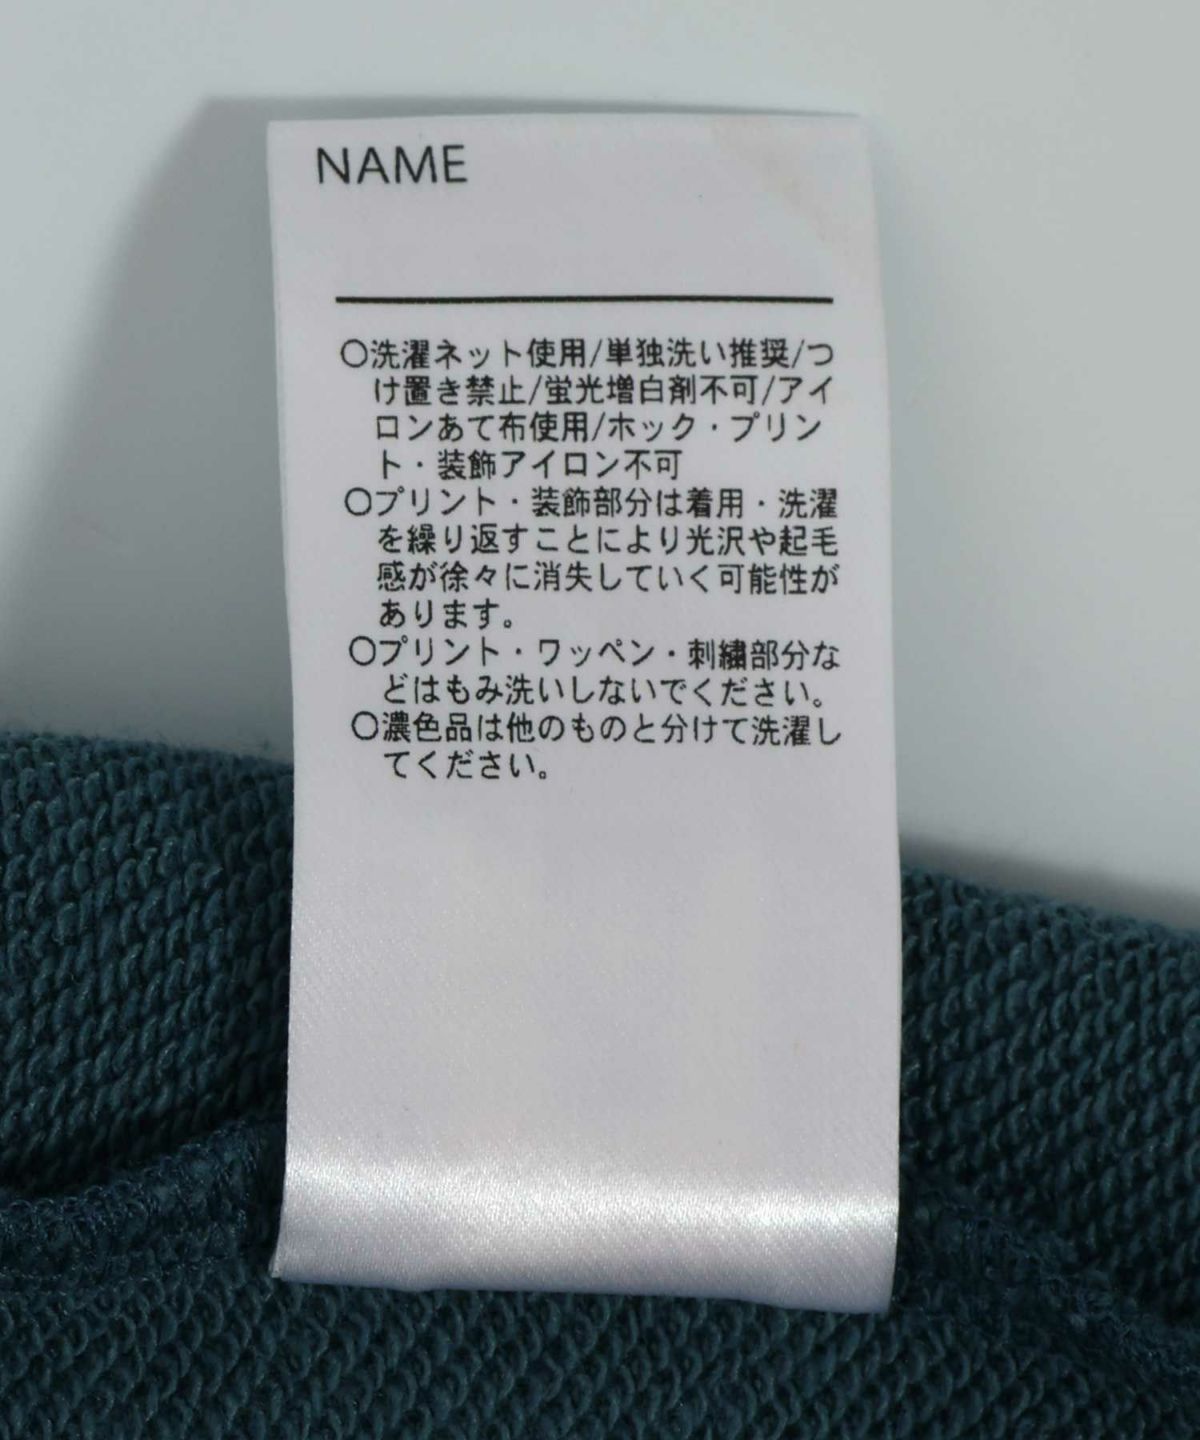 NAME
○洗濯ネット使用/単独洗い推奨/つ
け置き禁止/蛍光増白剤不可/アイ
ロンあて布使用/ホック・プリン
ト・装飾アイロン不可
○プリント・装飾部分は着用・洗濯
を繰り返すことにより光沢や起毛
感が徐々に消失していく可能性が
あります。
○プリント・ワッペン・刺繍部分な
どはもみ洗いしないでください。
○濃色品は他のものと分けて洗濯し
てください。